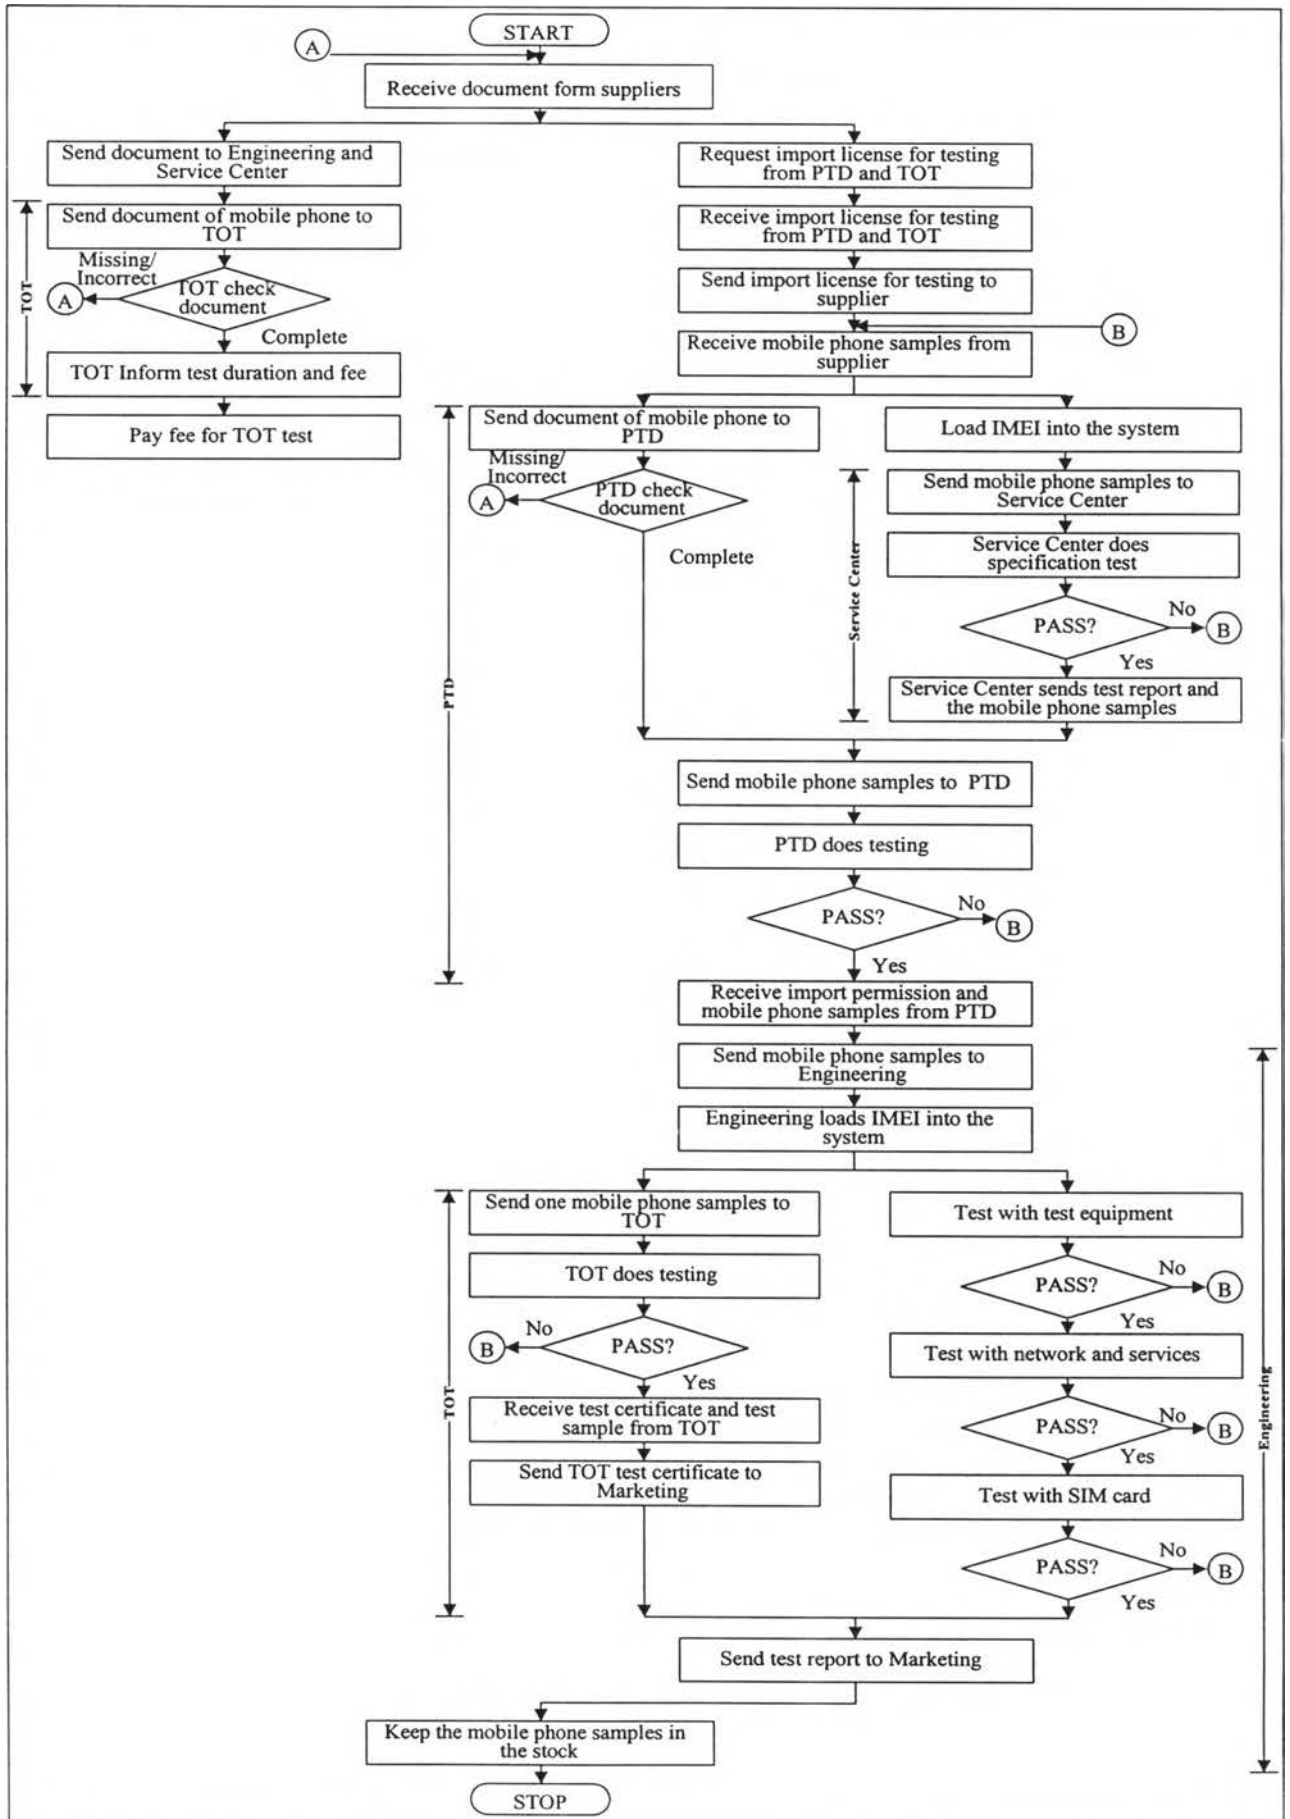 START
A
Receive document form suppliers
Send document to Engineering and
Service Center
Send document of mobile phone to
TOT
Missing/
Incorrect
TOT check
document
A
Complete
TOT Inform test duration and fee
Pay fee for TOT test
TOT
Request import license for testing
from PTD and TOT
Receive import license for testing
from PTD and TOT
Send import license for testing to
supplier
B
Receive mobile phone samples from
supplier
Send document of mobile phone to
PTD
Missing/
Incorrect
PTD check
document
A
Complete
PTD
Load IMEI into the system
Send mobile phone samples to
Service Center
Service Center does
specification test
PASS?
No
B
Yes
Service Center sends test report and
the mobile phone samples
Service Center
Send mobile phone samples to PTD
PTD does testing
PASS?
No
B
Yes
Receive import permission and
mobile phone samples from PTD
Send mobile phone samples to
Engineering
Engineering loads IMEI into the
system
Send one mobile phone samples to
TOT
TOT does testing
PASS?
No
B
Yes
Receive test certificate and test
sample from TOT
Send TOT test certificate to
Marketing
TOT
Test with test equipment
PASS?
No
B
Yes
Test with network and services
PASS?
No
B
Yes
Test with SIM card
PASS?
No
B
Yes
Engineering
Send test report to Marketing
Keep the mobile phone samples in
the stock
STOP